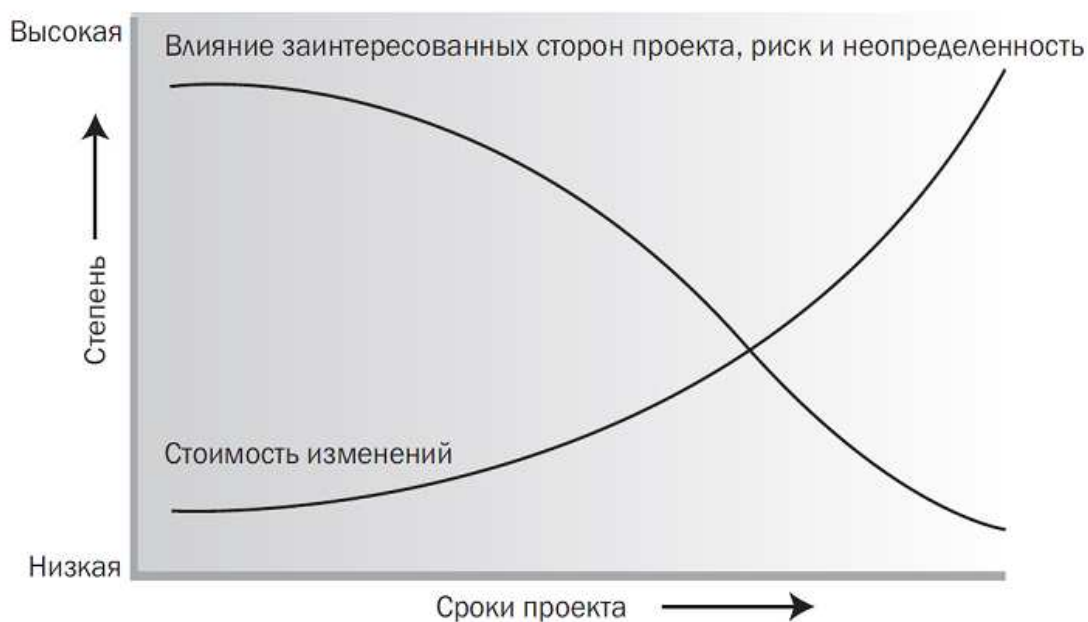 Высокая
Влияние заинтересованных сторон проекта, риск и неопределенность
Степень
Стоимость изменений
Низкая
Сроки проекта